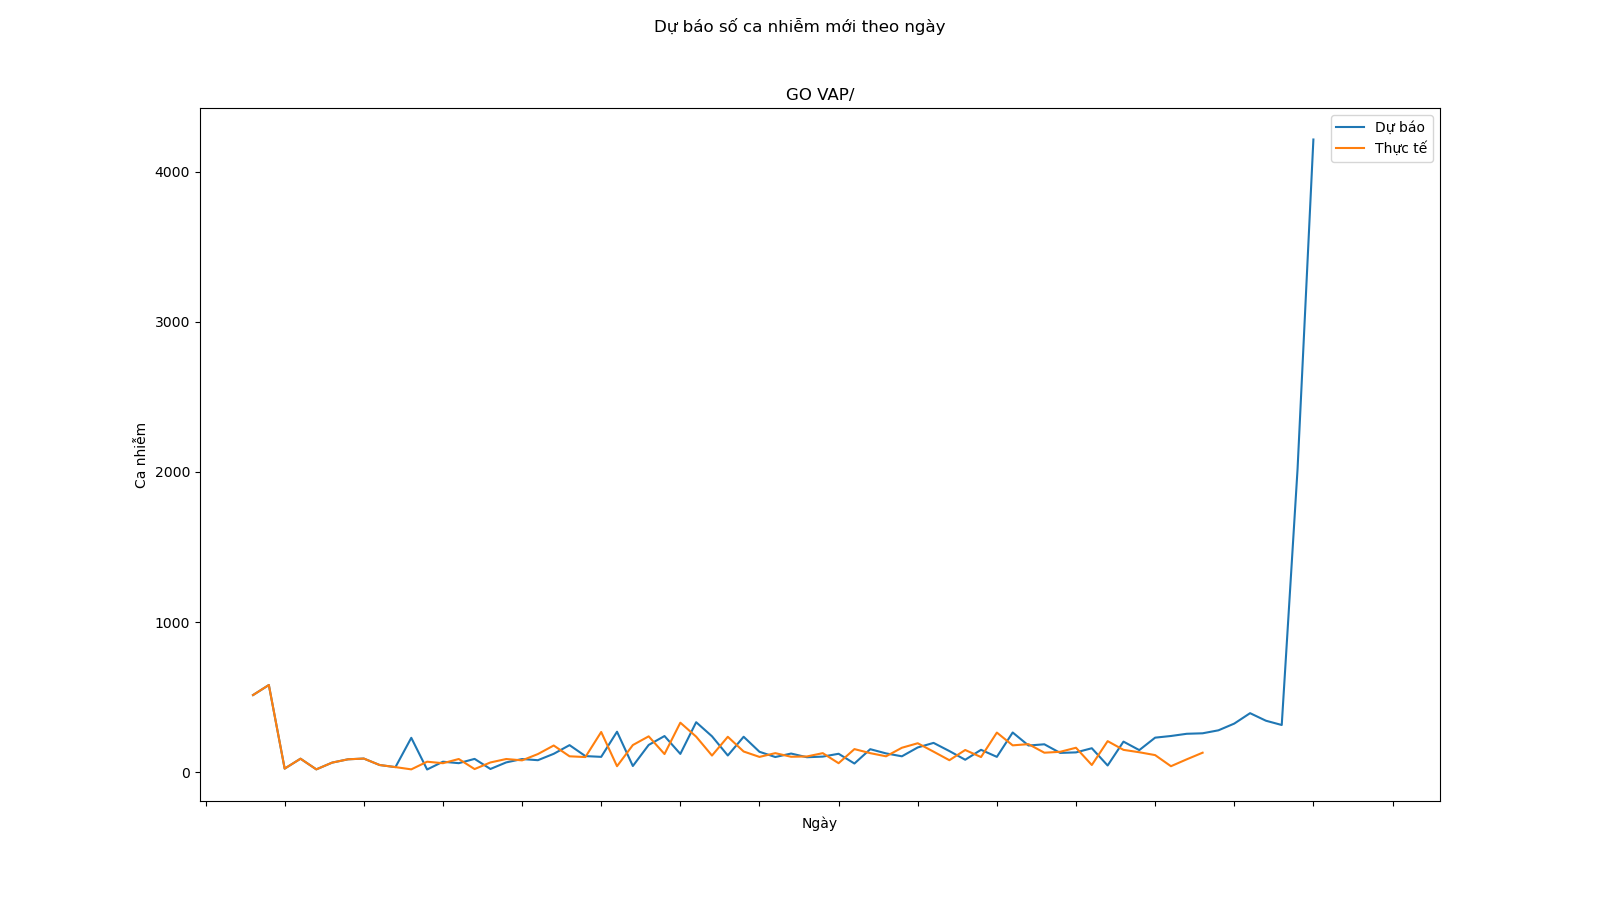 Dự báo số ca nhiễm mới theo ngày
GO VAP/
Dự báo
Thực tế
4000
3000
2000
1000
0
Ca nhiễm
Ngày